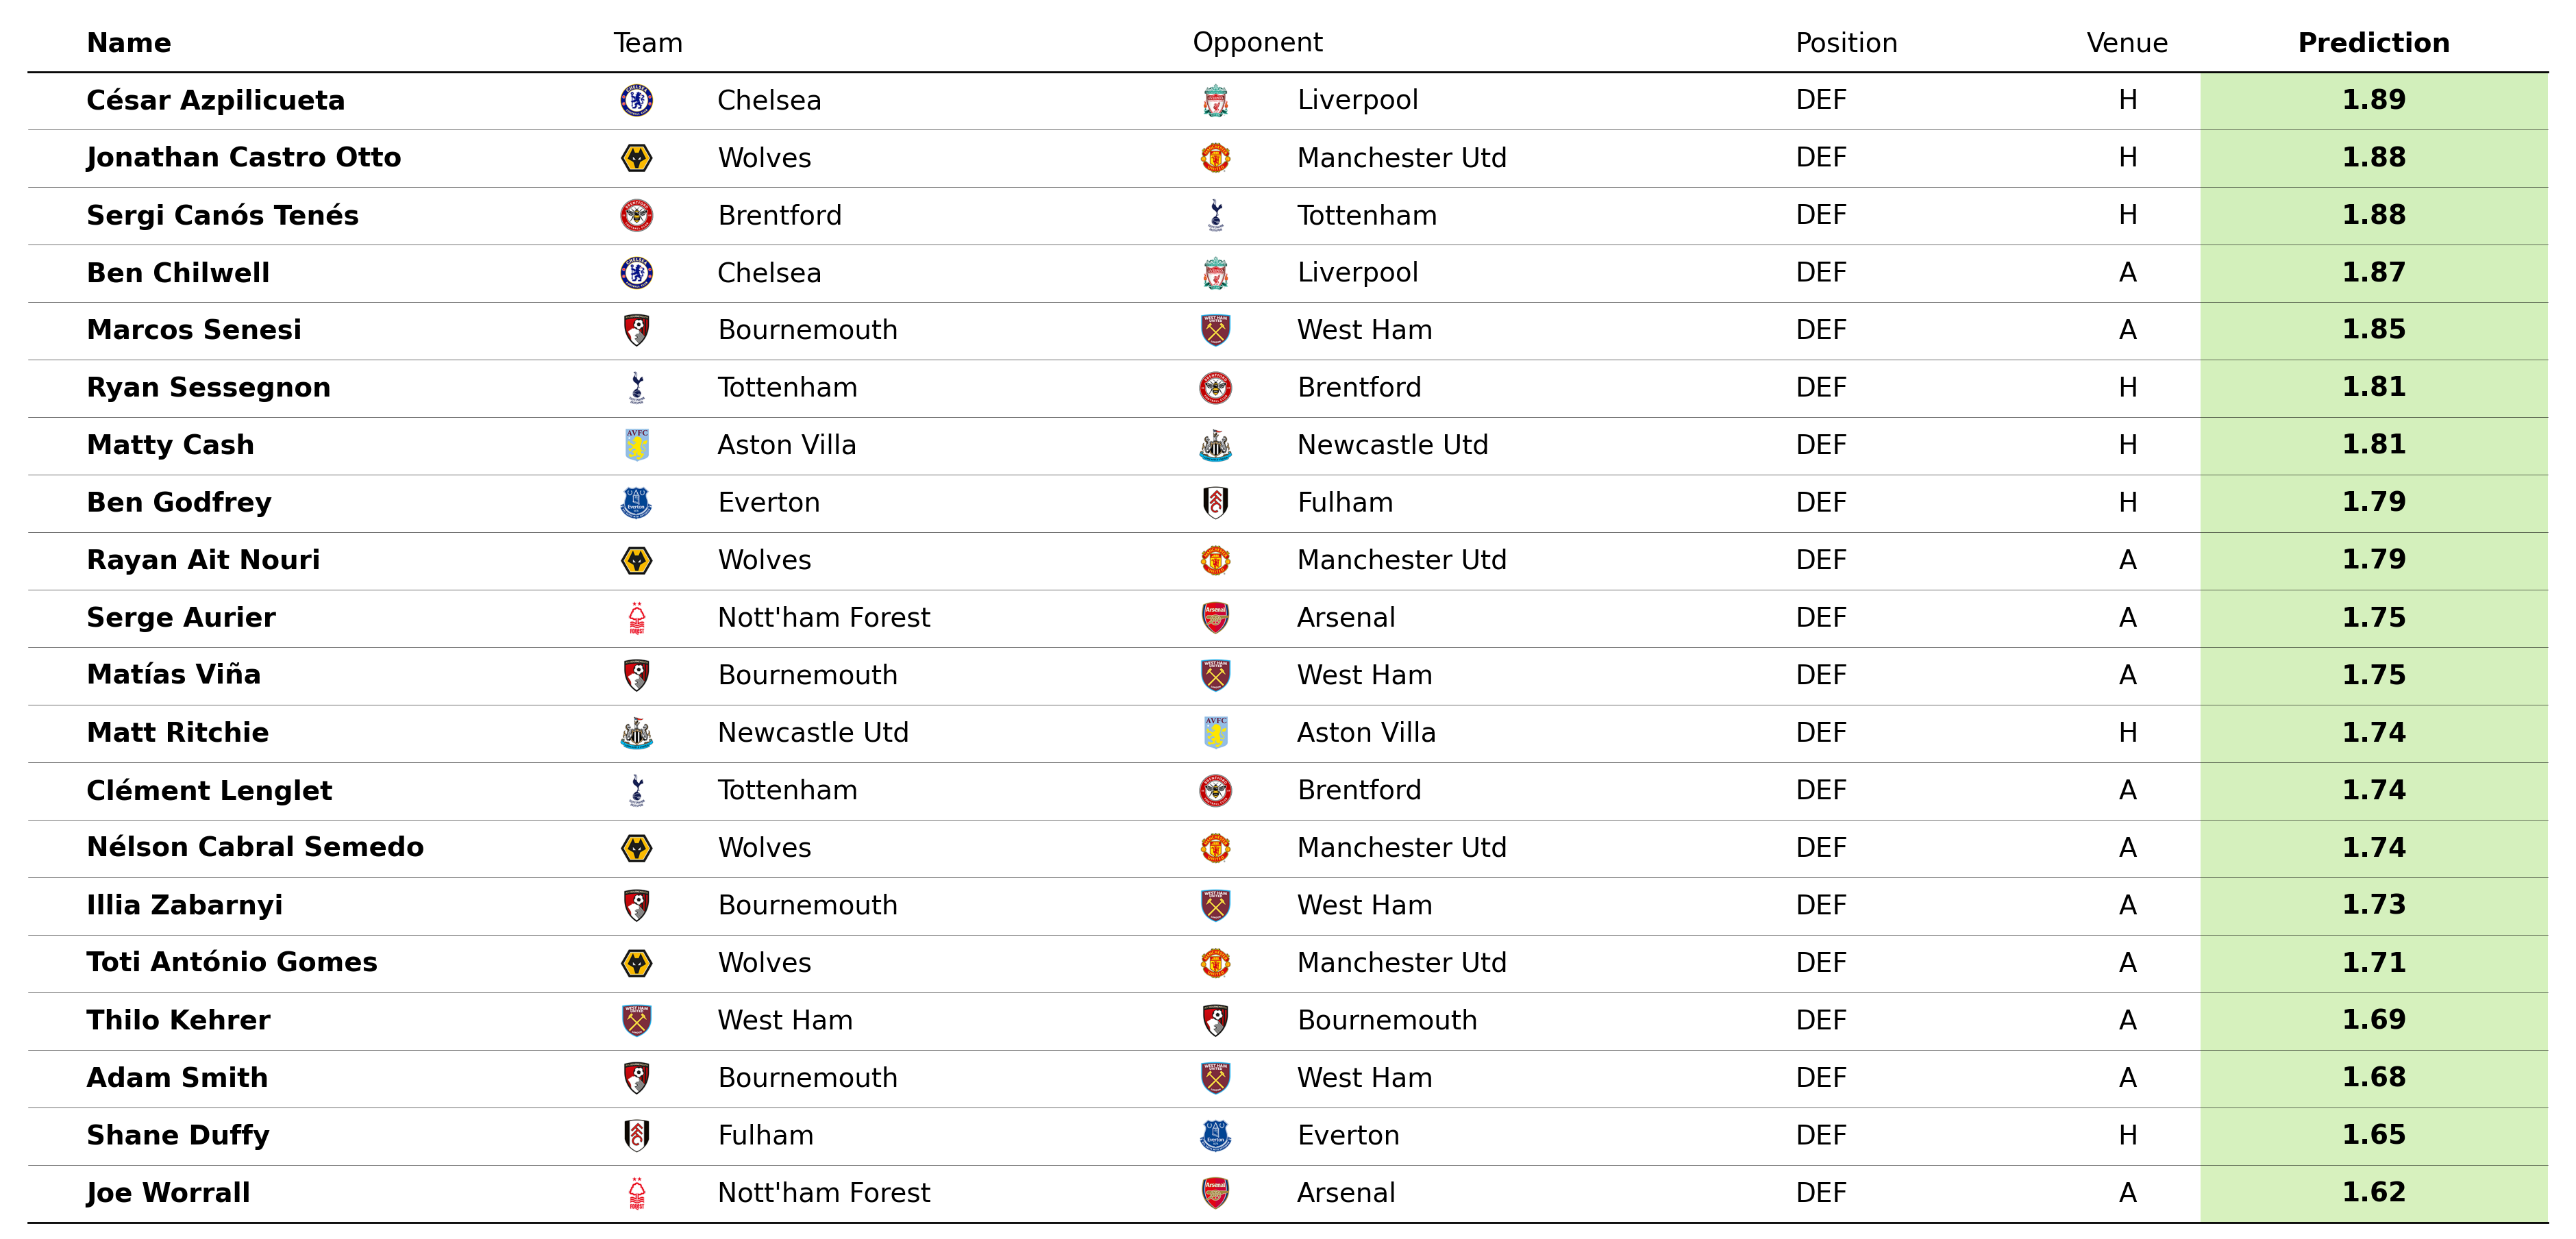 Name Team Opponent Position Venue Prediction
César Azpilicueta Chelsea Liverpool DEF H 1.89
Jonathan Castro Otto Wolves Manchester Utd DEF H 1.88
Sergi Canós Tenés Brentford Tottenham DEF H 1.88
Ben Chilwell Chelsea Liverpool DEF A 1.87
Marcos Senesi Bournemouth West Ham DEF A 1.85
Ryan Sessegnon Tottenham Brentford DEF H 1.81
Matty Cash Aston Villa Newcastle Utd DEF H 1.81
Ben Godfrey Everton Fulham DEF H 1.79
Rayan Ait Nouri Wolves Manchester Utd DEF A 1.79
Serge Aurier Nott'ham Forest Arsenal DEF A 1.75
Matías Viña Bournemouth West Ham DEF A 1.75
Matt Ritchie Newcastle Utd Aston Villa DEF H 1.74
Clément Lenglet Tottenham Brentford DEF A 1.74
Nélson Cabral Semedo Wolves Manchester Utd DEF A 1.74
Illia Zabarnyi Bournemouth West Ham DEF A 1.73
Toti António Gomes Wolves Manchester Utd DEF A 1.71
Thilo Kehrer West Ham Bournemouth DEF A 1.69
Adam Smith Bournemouth West Ham DEF A 1.68
Shane Duffy Fulham Everton DEF H 1.65
Joe Worrall Nott'ham Forest Arsenal DEF A 1.62